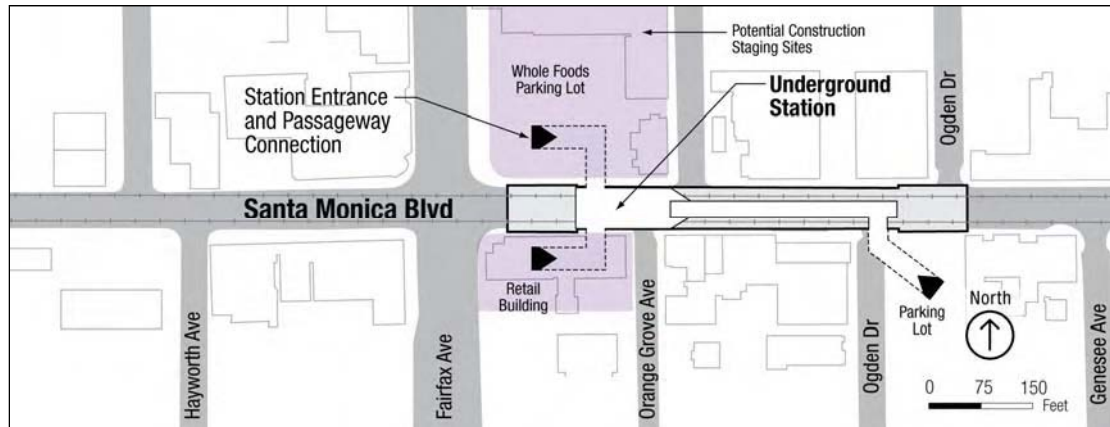 Potential Construction
Staging Sites
Whole Foods
Parking Lot
Station Entrance
and Passageway
Connection
Underground
Station
Ogden Dr
Santa Monica Blvd
Retail
Building
Parking
Lot
North
Hayworth Ave
Fairfax Ave
Orange Grove Ave
Ogden Dr
Genesee Ave
0 75 150
Feet